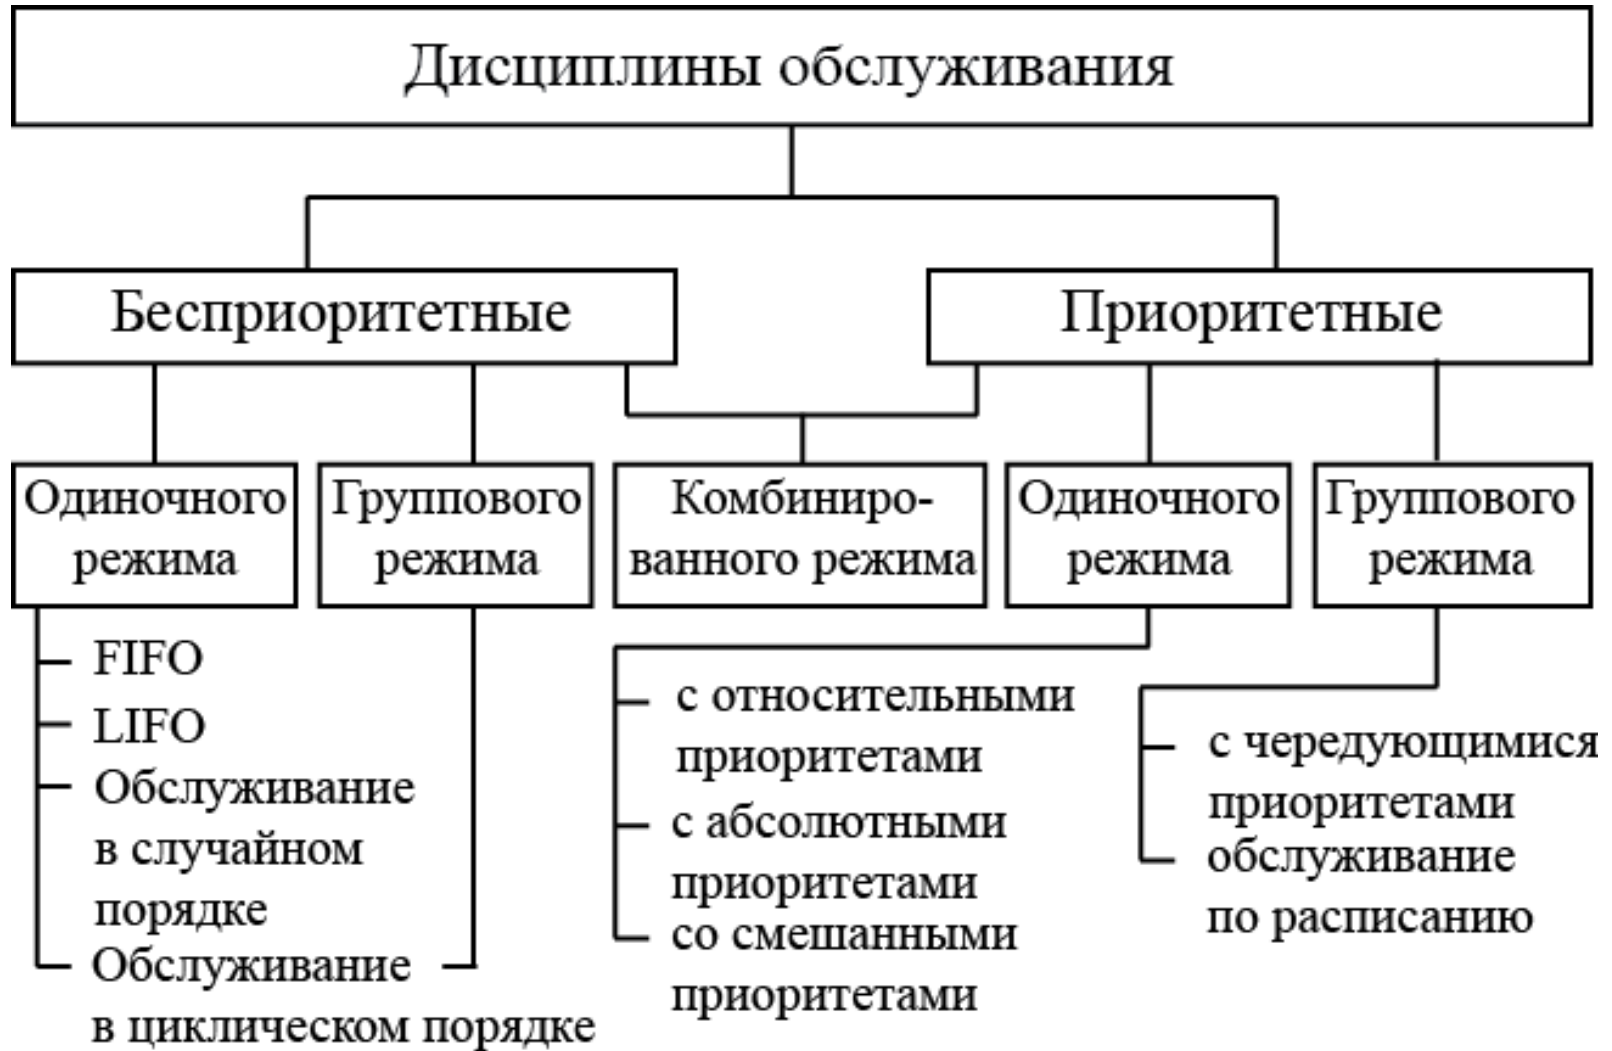 Дисциплины обслуживания
Бесприоритетные
Приоритетные
Одиночного
режима
Группового
режима
Комбиниро-
ванного режима
Одиночного
режима
Группового
режима
FIFO
LIFO
Обслуживание
в случайном
порядке
Обслуживание
в циклическом порядке
с относительными
приоритетами
с абсолютными
приоритетами
со смешанными
приоритетами
с чередующимися
приоритетами
обслуживание
по расписанию